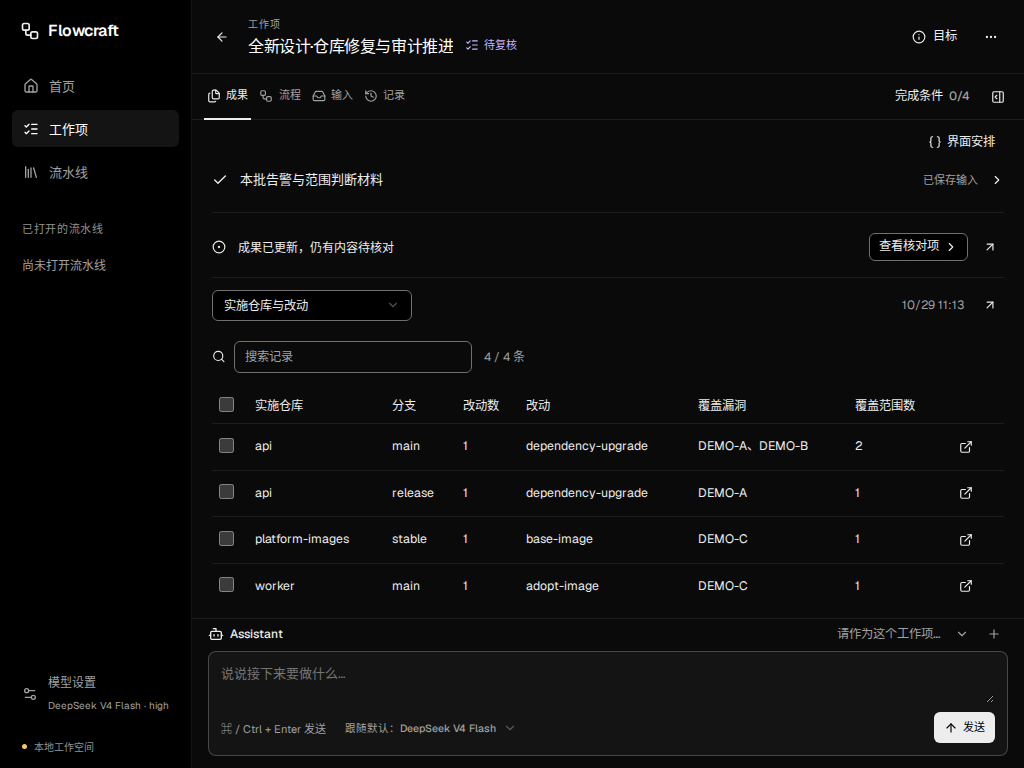 Flowcraft
首页
工作项
流水线
已打开的流水线
尚未打开流水线
模型设置
DeepSeek V4 Flash · high
本地工作空间
工作项
全新设计·仓库修复与审计推进 待复核
目标
成果 流程 输入 记录
完成条件 0/4
界面安排
本批告警与范围判断材料 已保存输入
成果已更新，仍有内容待核对 查看核对项
实施仓库与改动 10/29 11:13
搜索记录 4 / 4 条
实施仓库 分支 改动数 改动 覆盖漏洞 覆盖范围数
api main 1 dependency-upgrade DEMO-A、DEMO-B 2
api release 1 dependency-upgrade DEMO-A 1
platform-images stable 1 base-image DEMO-C 1
worker main 1 adopt-image DEMO-C 1
Assistant 请作为这个工作项...
说说接下来要做什么...
⌘ / Ctrl + Enter 发送 跟随默认：DeepSeek V4 Flash 发送